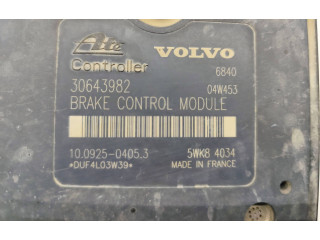 Ate VOLVO
Controller 6840
30643982 04W453
BRAKE CONTROL MODULE
10.0925-0405.3 5WK8 4034
*DUF4L03W39* MADE IN FRANCE